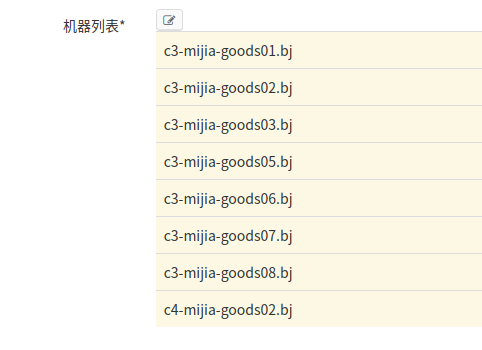 机器列表*
c3-mijia-goods01.bj
c3-mijia-goods02.bj
c3-mijia-goods03.bj
c3-mijia-goods05.bj
c3-mijia-goods06.bj
c3-mijia-goods07.bj
c3-mijia-goods08.bj
c4-mijia-goods02.bj